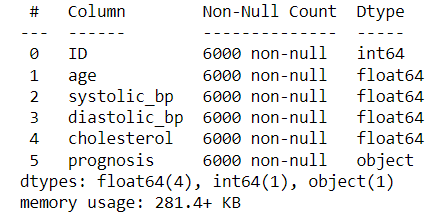 #   Column        Non-Null Count  Dtype
---  ------        --------------  -----
0   ID            6000 non-null   int64
1   age           6000 non-null   float64
2   systolic_bp   6000 non-null   float64
3   diastolic_bp  6000 non-null   float64
4   cholesterol   6000 non-null   float64
5   prognosis     6000 non-null   object
dtypes: float64(4), int64(1), object(1)
memory usage: 281.4+ KB